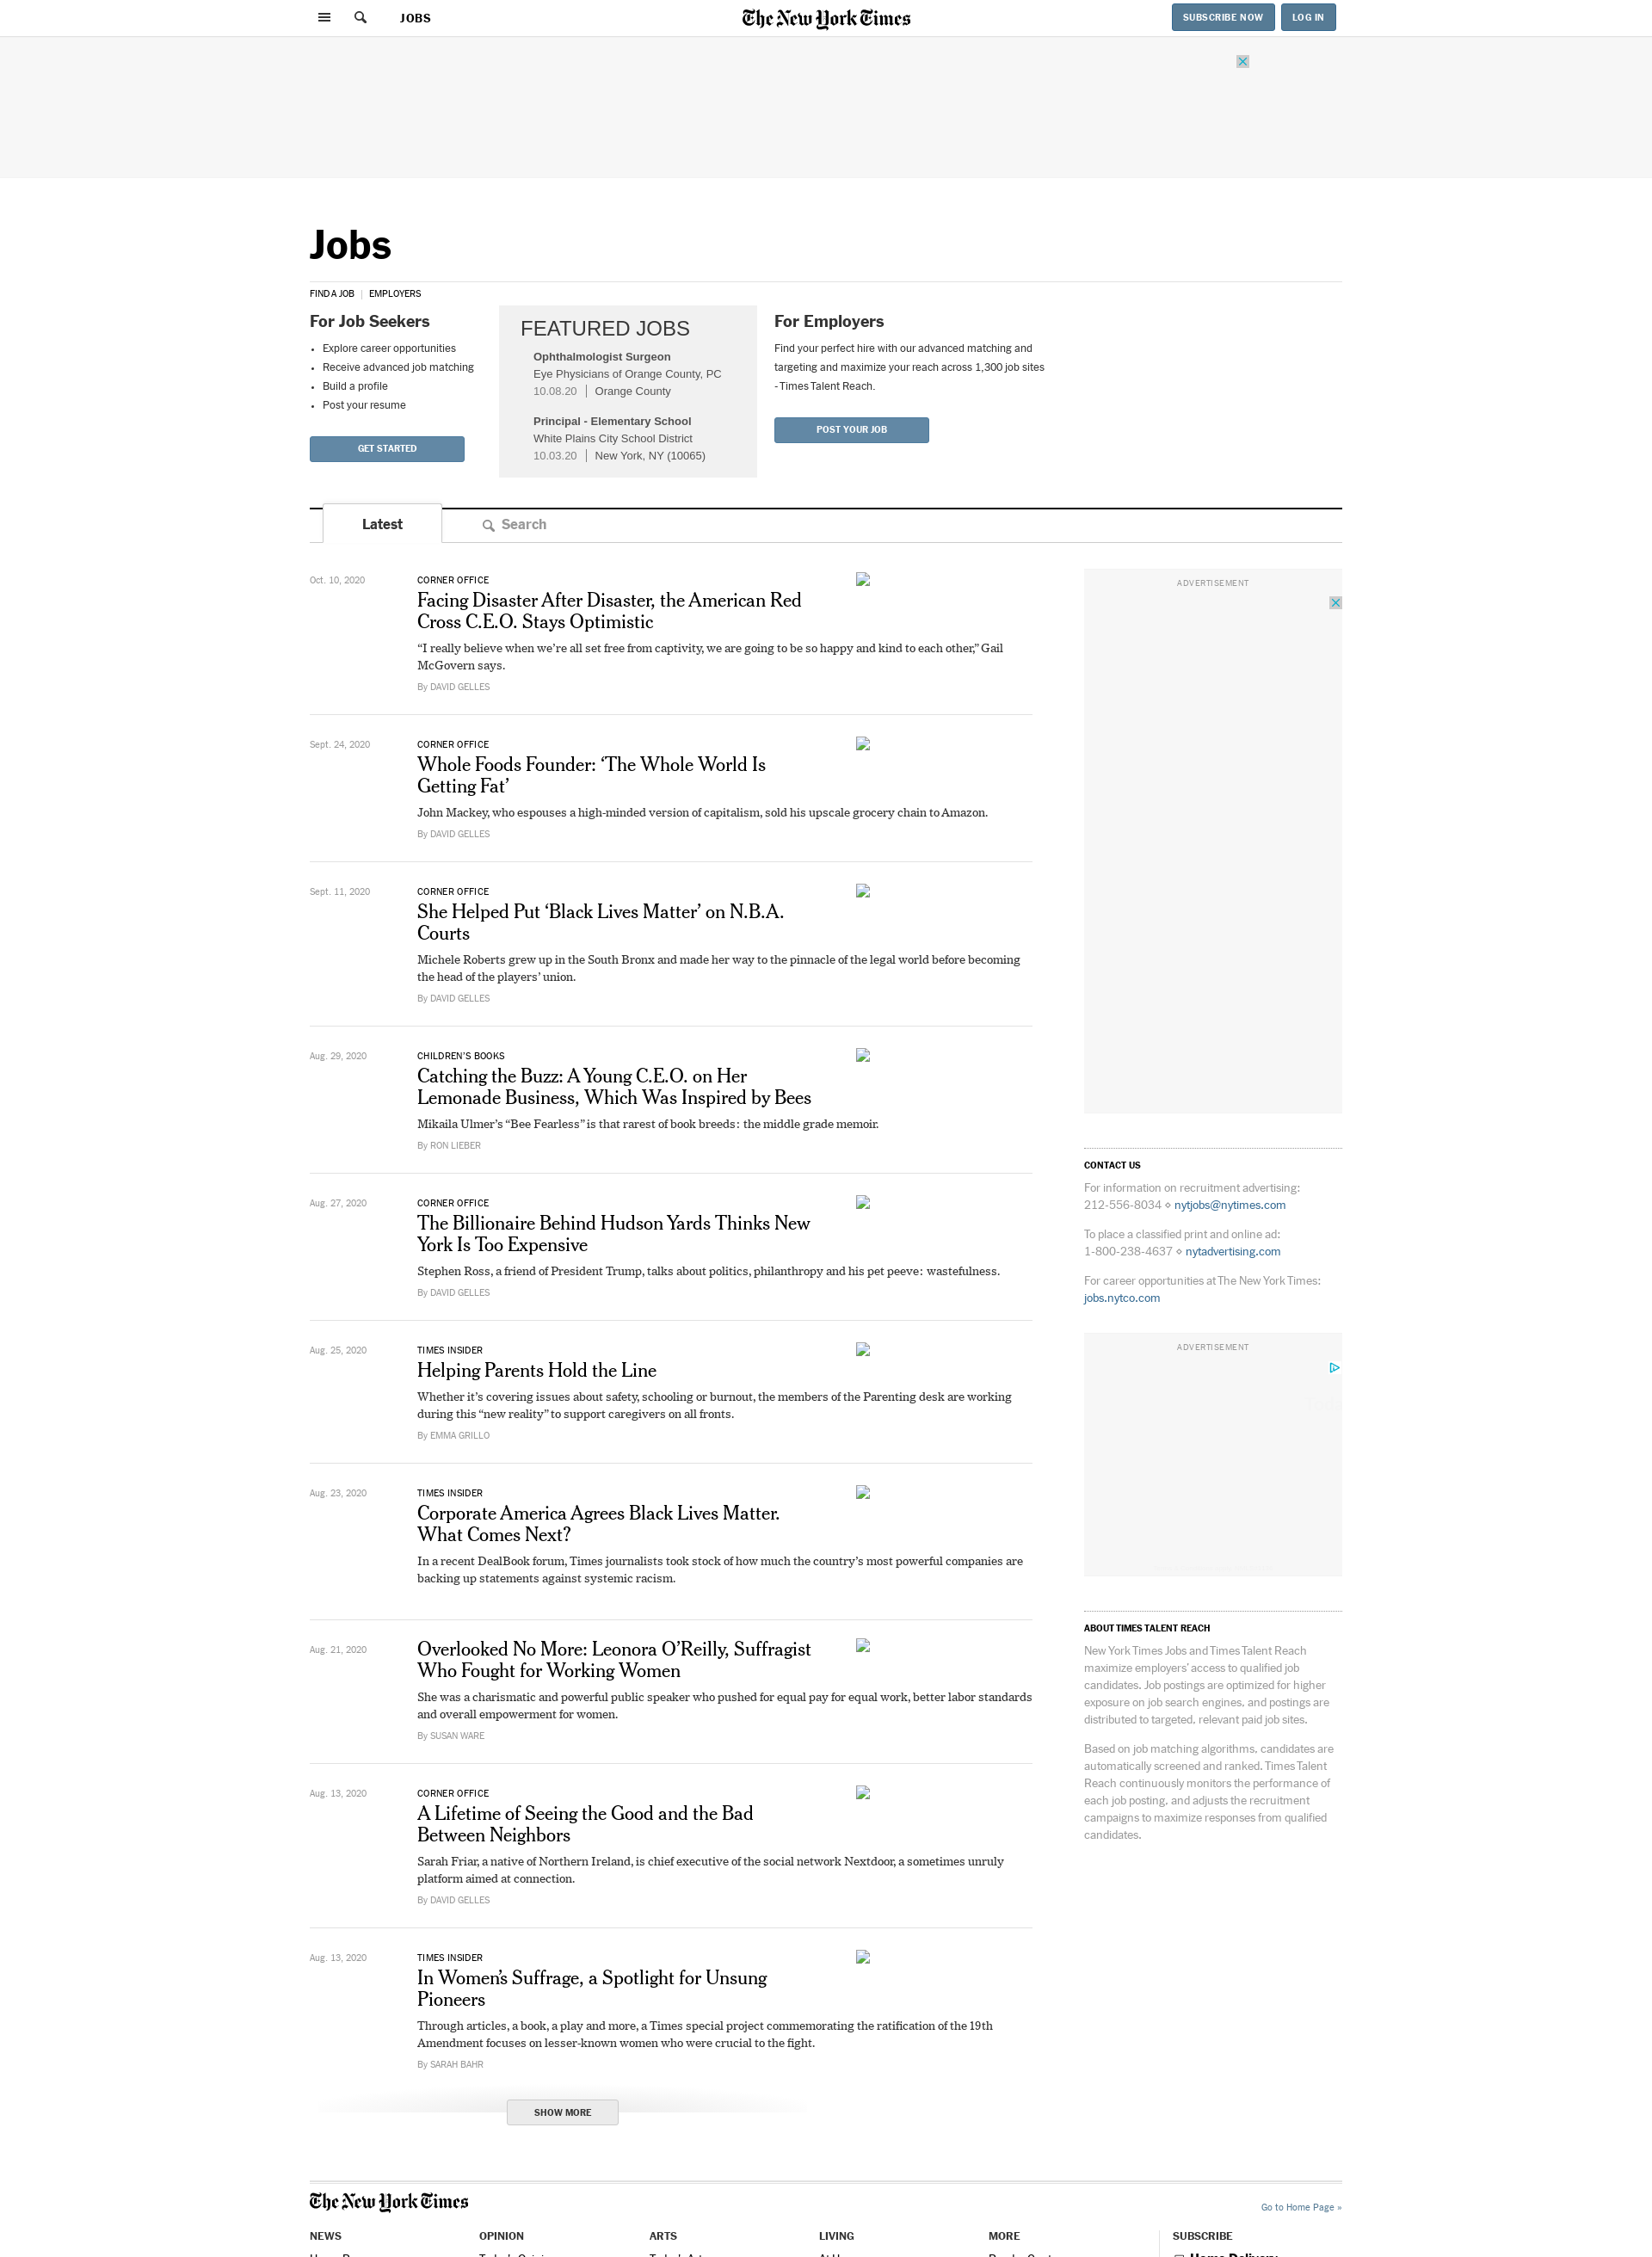 JOBS
The New York Times
SUBSCRIBE NOW
LOG IN
Jobs
FIND A JOB
EMPLOYERS
For Job Seekers
Explore career opportunities
Receive advanced job matching
Build a profile
Post your resume
GET STARTED
FEATURED JOBS
Ophthalmologist Surgeon
Eye Physicians of Orange County, PC
10.08.20 | Orange County
Principal - Elementary School
White Plains City School District
10.03.20 | New York, NY (10065)
For Employers
Find your perfect hire with our advanced matching and
targeting and maximize your reach across 1,300 job sites
- Times Talent Reach.
POST YOUR JOB
Latest
Search
Oct. 10, 2020
CORNER OFFICE
Facing Disaster After Disaster, the American Red
Cross C.E.O. Stays Optimistic
“I really believe when we’re all set free from captivity, we are going to be so happy and kind to each other,” Gail
McGovern says.
By DAVID GELLES
Sept. 24, 2020
CORNER OFFICE
Whole Foods Founder: ‘The Whole World Is
Getting Fat’
John Mackey, who espouses a high-minded version of capitalism, sold his upscale grocery chain to Amazon.
By DAVID GELLES
Sept. 11, 2020
CORNER OFFICE
She Helped Put ‘Black Lives Matter’ on N.B.A.
Courts
Michele Roberts grew up in the South Bronx and made her way to the pinnacle of the legal world before becoming
the head of the players’ union.
By DAVID GELLES
Aug. 29, 2020
CHILDREN’S BOOKS
Catching the Buzz: A Young C.E.O. on Her
Lemonade Business, Which Was Inspired by Bees
Mikaila Ulmer’s “Bee Fearless” is that rarest of book breeds: the middle grade memoir.
By RON LIEBER
Aug. 27, 2020
CORNER OFFICE
The Billionaire Behind Hudson Yards Thinks New
York Is Too Expensive
Stephen Ross, a friend of President Trump, talks about politics, philanthropy and his pet peeve: wastefulness.
By DAVID GELLES
Aug. 25, 2020
TIMES INSIDER
Helping Parents Hold the Line
Whether it’s covering issues about safety, schooling or burnout, the members of the Parenting desk are working
during this “new reality” to support caregivers on all fronts.
By EMMA GRILLO
Aug. 23, 2020
TIMES INSIDER
Corporate America Agrees Black Lives Matter.
What Comes Next?
In a recent DealBook forum, Times journalists took stock of how much the country’s most powerful companies are
backing up statements against systemic racism.
Aug. 21, 2020
Overlooked No More: Leonora O’Reilly, Suffragist
Who Fought for Working Women
She was a charismatic and powerful public speaker who pushed for equal pay for equal work, better labor standards
and overall empowerment for women.
By SUSAN WARE
Aug. 13, 2020
CORNER OFFICE
A Lifetime of Seeing the Good and the Bad
Between Neighbors
Sarah Friar, a native of Northern Ireland, is chief executive of the social network Nextdoor, a sometimes unruly
platform aimed at connection.
By DAVID GELLES
Aug. 13, 2020
TIMES INSIDER
In Women’s Suffrage, a Spotlight for Unsung
Pioneers
Through articles, a book, a play and more, a Times special project commemorating the ratification of the 19th
Amendment focuses on lesser-known women who were crucial to the fight.
By SARAH BAHR
SHOW MORE
ADVERTISEMENT
CONTACT US
For information on recruitment advertising:
212-556-8034 ⋄ nytjobs@nytimes.com
To place a classified print and online ad:
1-800-238-4637 ⋄ nytadvertising.com
For career opportunities at The New York Times:
jobs.nytco.com
ADVERTISEMENT
ABOUT TIMES TALENT REACH
New York Times Jobs and Times Talent Reach
maximize employers’ access to qualified job
candidates. Job postings are optimized for higher
exposure on job search engines, and postings are
distributed to targeted, relevant paid job sites.
Based on job matching algorithms, candidates are
automatically screened and ranked. Times Talent
Reach continuously monitors the performance of
each job posting, and adjusts the recruitment
campaigns to maximize responses from qualified
candidates.
The New York Times
Go to Home Page »
NEWS
OPINION
ARTS
LIVING
MORE
SUBSCRIBE
Home Delivery